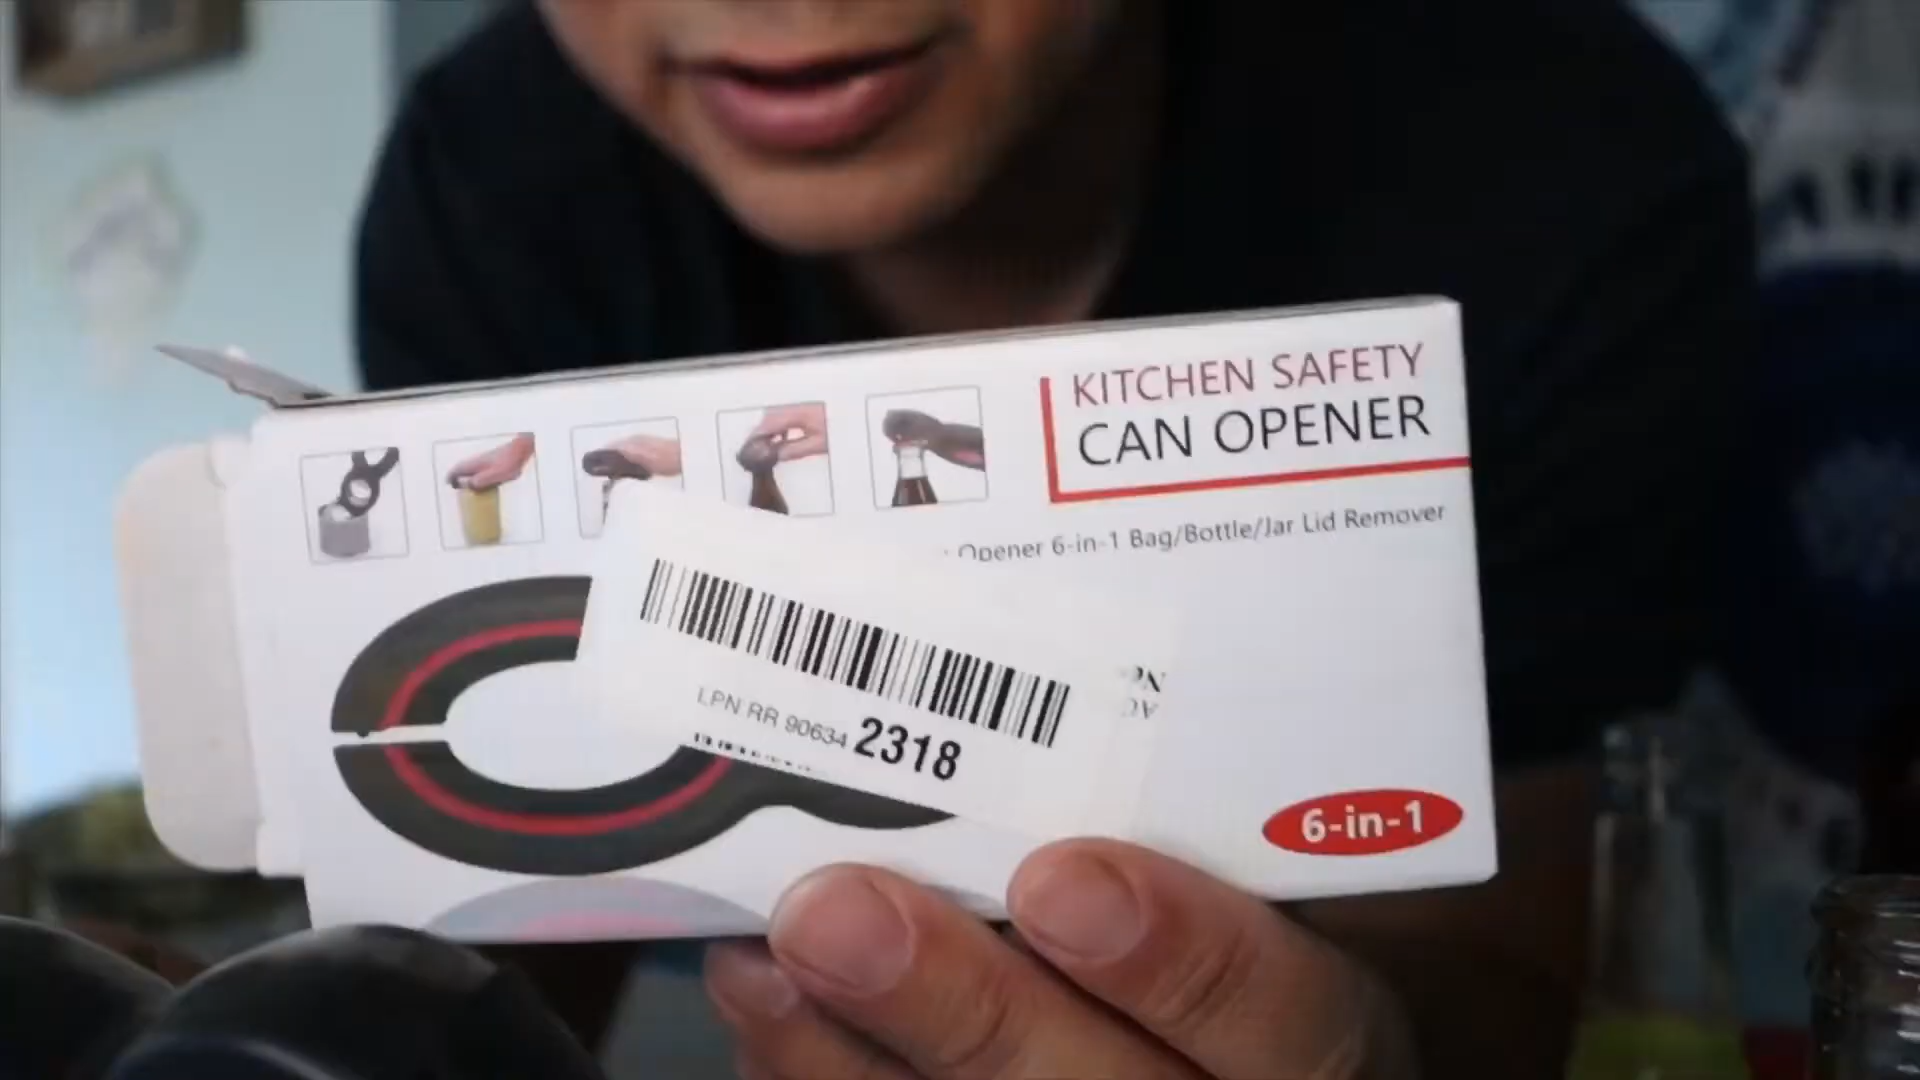 KITCHEN SAFETY
CAN OPENER
Opener 6-in-1 Bag/Bottle/Jar Lid Remover
LPN RR 90634 2318
6-in-1